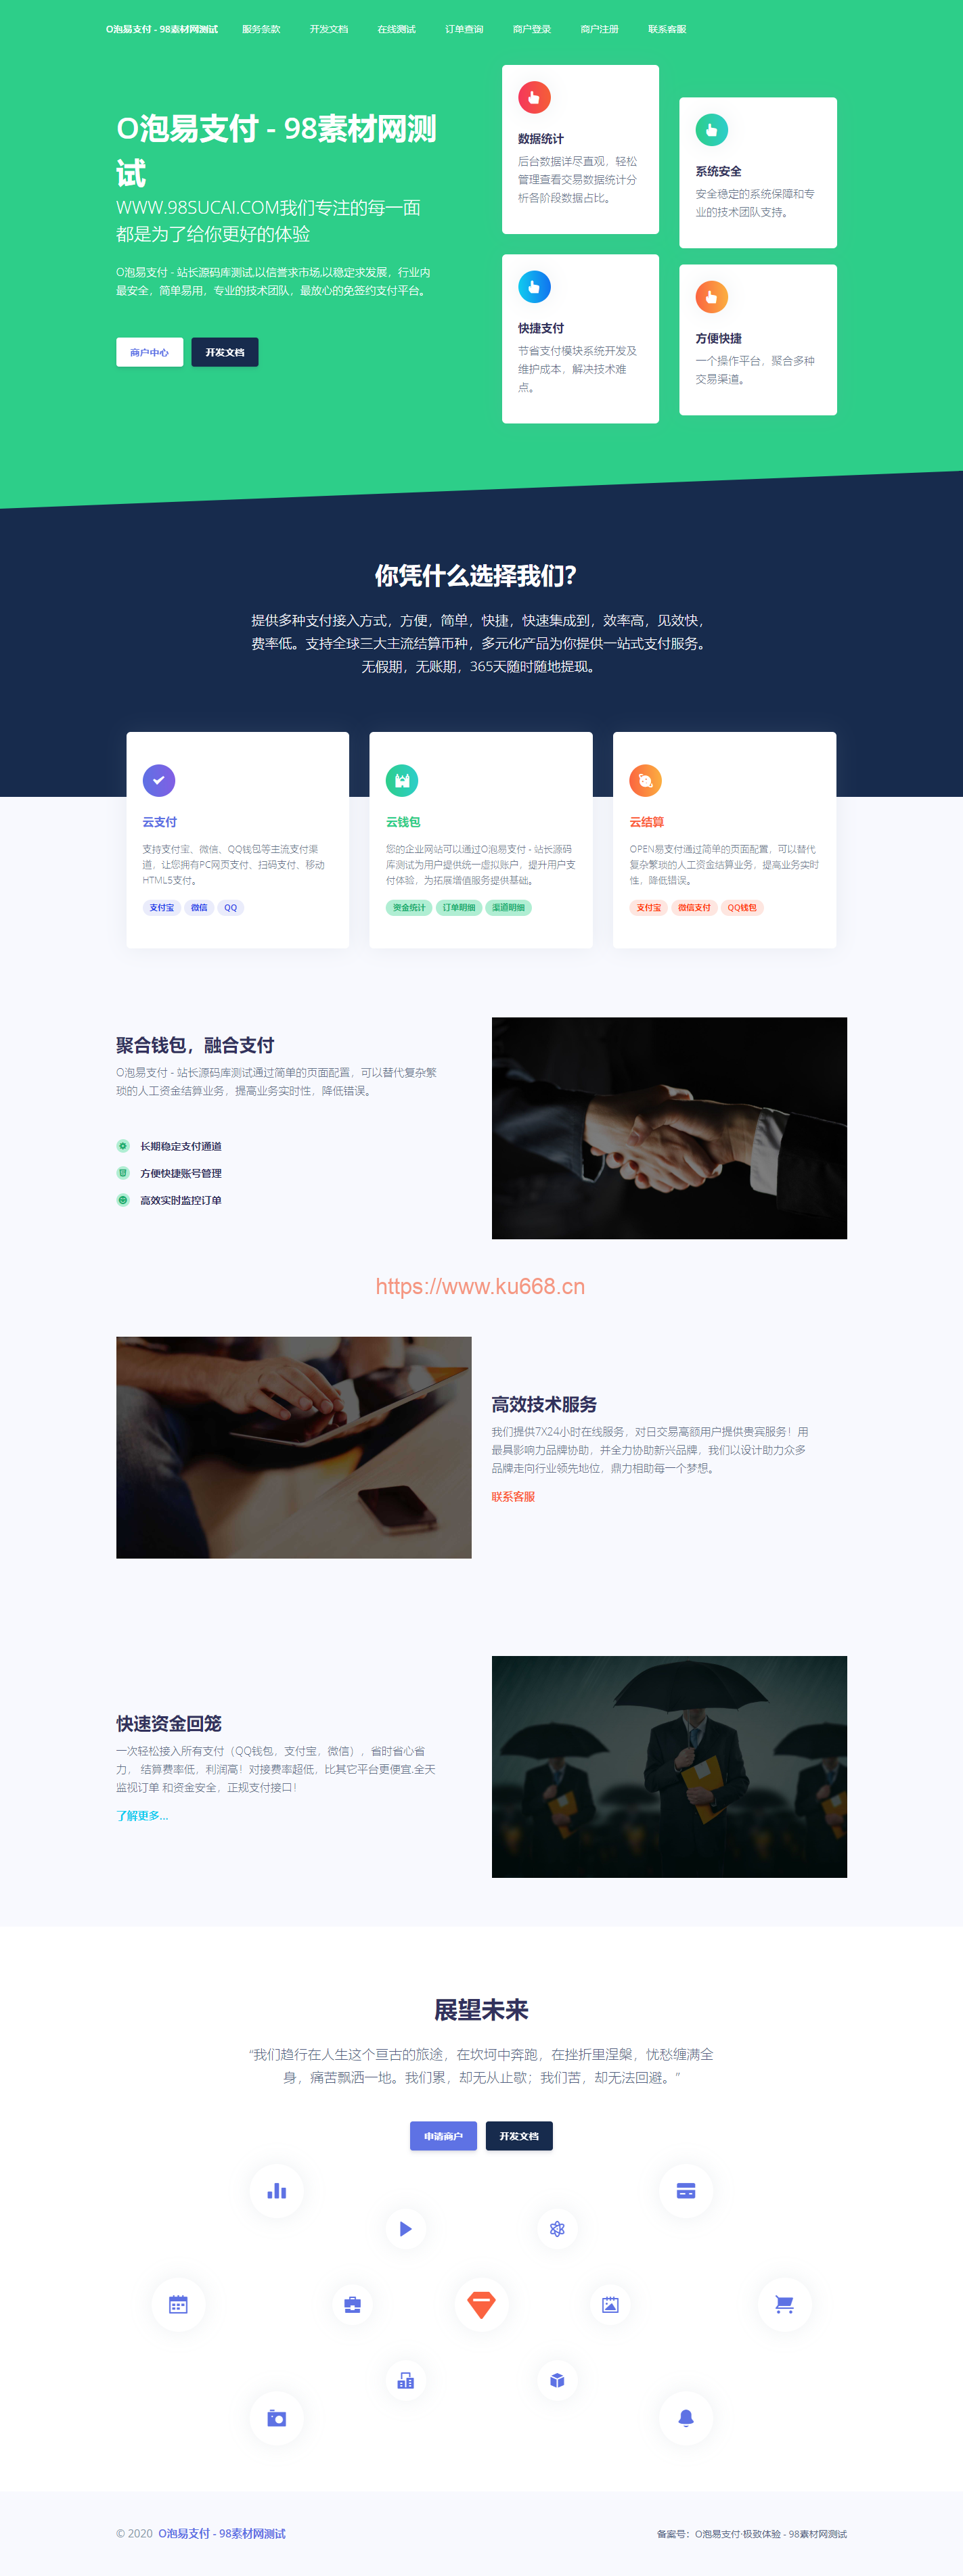 O泡易支付 - 98素材网测试 服务条款 开发文档 在线测试 订单查询 商户登录 商户注册 联系客服
O泡易支付 - 98素材网测
试
WWW.98SUCAI.COM我们专注的每一面
都是为了给你更好的体验
O泡易支付 - 站长源码库测试,以信誉求市场,以稳定求发展，行业内
最安全，简单易用，专业的技术团队，最放心的免签约支付平台。
商户中心 开发文档
数据统计
后台数据详尽直观，轻松
管理查看交易数据统计分
析各阶段数据占比。
系统安全
安全稳定的系统保障和专
业的技术团队支持。
快捷支付
节省支付模块系统开发及
维护成本，解决技术难
点。
方便快捷
一个操作平台，聚合多种
交易渠道。
你凭什么选择我们？
提供多种支付接入方式，方便，简单，快捷，快速集成到，效率高，见效快，
费率低。支持全球三大主流结算币种，多元化产品为你提供一站式支付服务。
无假期，无账期，365天随时随地提现。
云支付
支持支付宝、微信、QQ钱包等主流支付渠
道，让您拥有PC网页支付、扫码支付、移动
HTML5支付。
支付宝 微信 QQ
云钱包
您的企业网站可以通过O泡易支付 - 站长源码
库测试为用户提供统一虚拟账户，提升用户支
付体验，为拓展增值服务提供基础。
资金统计 订单明细 渠道明细
云结算
OPEN易支付通过简单的页面配置，可以替代
复杂繁琐的人工资金结算业务，提高业务实时
性，降低错误。
支付宝 微信支付 QQ钱包
聚合钱包，融合支付
O泡易支付 - 站长源码库测试通过简单的页面配置，可以替代复杂繁
琐的人工资金结算业务，提高业务实时性，降低错误。
长期稳定支付通道
方便快捷账号管理
高效实时监控订单
https://www.ku668.cn
高效技术服务
我们提供7X24小时在线服务，对日交易高额用户提供贵宾服务！用
最具影响力品牌协助，并全力协助新兴品牌，我们以设计助力众多
品牌走向行业领先地位，鼎力相助每一个梦想。
联系客服
快速资金回笼
一次轻松接入所有支付（QQ钱包，支付宝，微信），省时省心省
力， 结算费率低，利润高！对接费率超低，比其它平台更便宜.全天
监视订单 和资金安全，正规支付接口！
了解更多...
展望未来
“我们趋行在人生这个亘古的旅途，在坎坷中奔跑，在挫折里涅槃，忧愁缠满全
身，痛苦飘洒一地。我们累，却无从止歇；我们苦，却无法回避。”
申请商户 开发文档
© 2020 O泡易支付 - 98素材网测试
备案号：O泡易支付·极致体验 - 98素材网测试